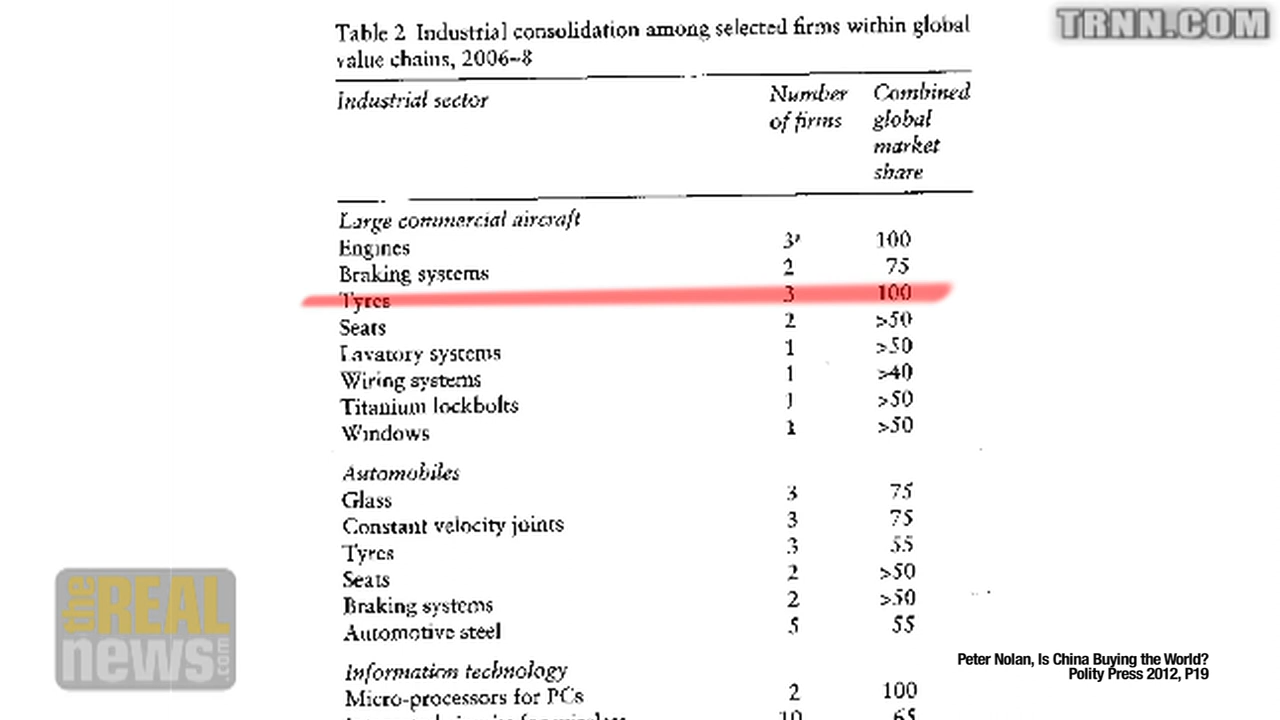 TRNN.COM
Table 2 Industrial consolidation among selected firms within global
value chains, 2006–8
Industrial sector Number of firms Combined global market share
Large commercial aircraft
Engines 3ᵃ 100
Braking systems 2 75
Tyres 3 100
Seats 2 >50
Lavatory systems 1 >50
Wiring systems 1 >40
Titanium lockbolts 1 >50
Windows 1 >50
Automobiles
Glass 3 75
Constant velocity joints 3 75
Tyres 3 55
Seats 2 >50
Braking systems 2 >50
Automotive steel 5 55
Information technology
Micro-processors for PCs 2 100
10 65
the REAL news.com
Peter Nolan, Is China Buying the World?
Polity Press 2012, P19